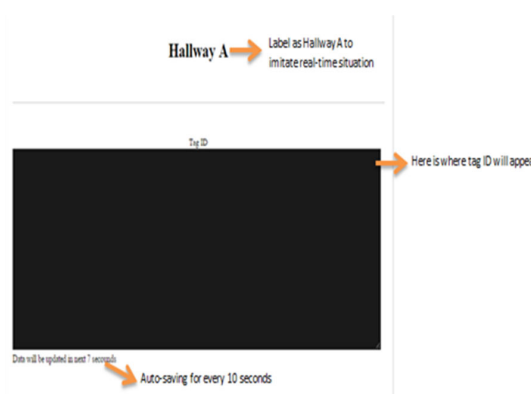 Hallway A
Label as Hallway A to
imitate real-time situation
Tag ID
Here is where tag ID will appea
Data will be updated in next 7 seconds
Auto-saving for every 10 seconds